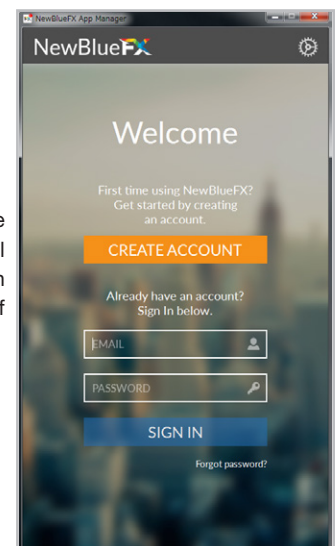 NewBlueFX App Manager
NewBlueFX
Welcome
First time using NewBlueFX?
Get started by creating
an account.
CREATE ACCOUNT
Already have an account?
Sign In below.
EMAIL
PASSWORD
SIGN IN
Forgot password?
e
l
n
f